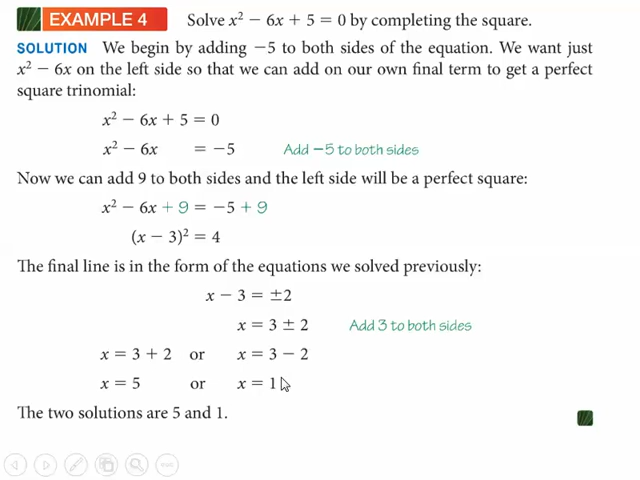 EXAMPLE 4 Solve x² − 6x + 5 = 0 by completing the square.
SOLUTION We begin by adding −5 to both sides of the equation. We want just
x² − 6x on the left side so that we can add on our own final term to get a perfect
square trinomial:
x² − 6x + 5 = 0
x² − 6x = −5 Add −5 to both sides
Now we can add 9 to both sides and the left side will be a perfect square:
x² − 6x + 9 = −5 + 9
(x − 3)² = 4
The final line is in the form of the equations we solved previously:
x − 3 = ±2
x = 3 ± 2 Add 3 to both sides
x = 3 + 2 or x = 3 − 2
x = 5 or x = 1
The two solutions are 5 and 1.